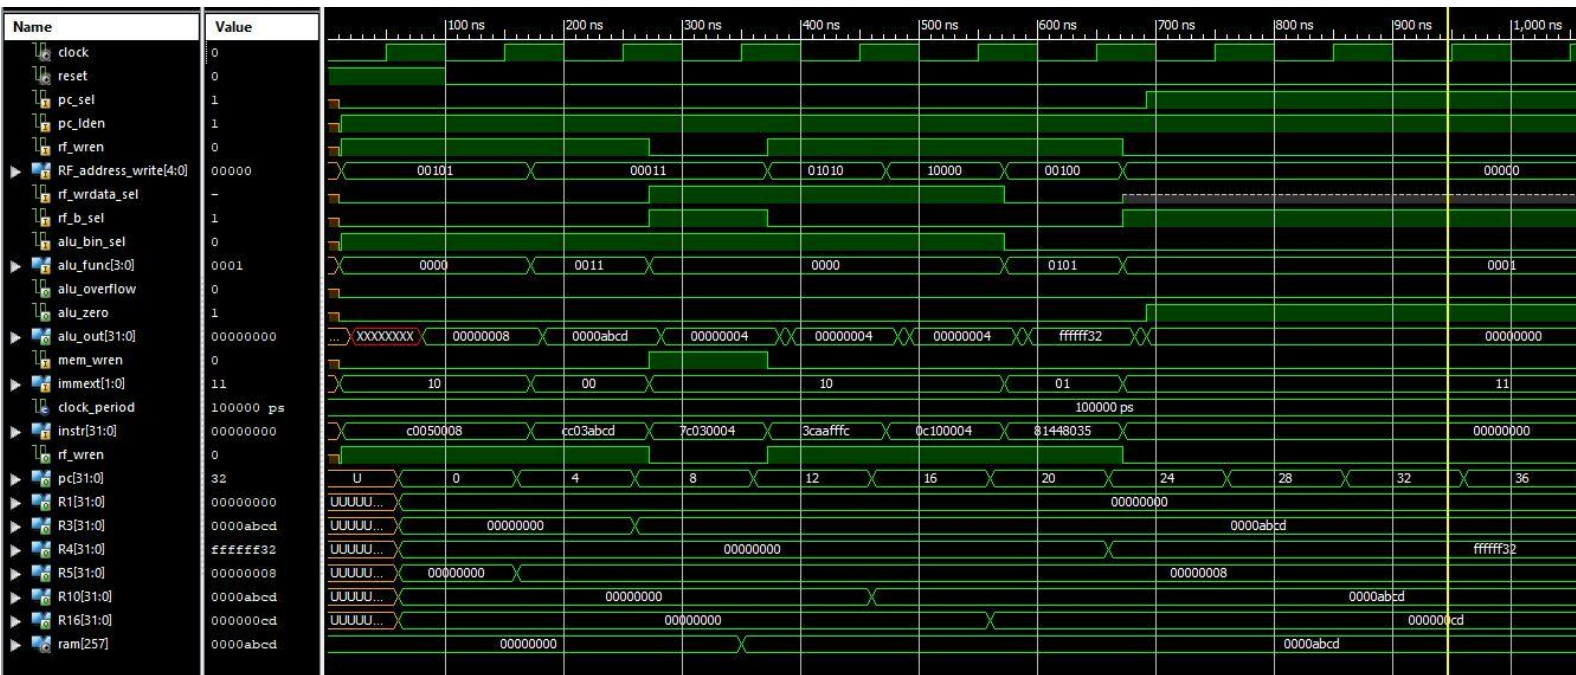 Name Value 100 ns 200 ns 300 ns 400 ns 500 ns 600 ns 700 ns 800 ns 900 ns 1,000 ns
clock 0
reset 0
pc_sel 1
pc_lden 1
rf_wren 0
RF_address_write[4:0] 00000 00101 00011 01010 10000 00100 00000
rf_wrdata_sel -
rf_b_sel 1
alu_bin_sel 0
alu_func[3:0] 0001 0000 0011 0000 0101 0001
alu_overflow 0
alu_zero 1
alu_out[31:0] 00000000 ... XXXXXXXX 00000008 0000abcd 00000004 00000004 00000004 ffffff32 00000000
mem_wren 0
immext[1:0] 11 10 00 10 01 11
clock_period 100000 ps 100000 ps
instr[31:0] 00000000 c0050008 cc03abcd 7c030004 3caafffc 0c100004 81448035 00000000
rf_wren 0
pc[31:0] 32 U 0 4 8 12 16 20 24 28 32 36
R1[31:0] 00000000 UUUUU... 00000000
R3[31:0] 0000abcd UUUUU... 00000000 0000abcd
R4[31:0] ffffff32 UUUUU... 00000000 ffffff32
R5[31:0] 00000008 UUUUU... 00000000 00000008
R10[31:0] 0000abcd UUUUU... 00000000 0000abcd
R16[31:0] 000000cd UUUUU... 00000000 000000cd
ram[257] 0000abcd 00000000 0000abcd